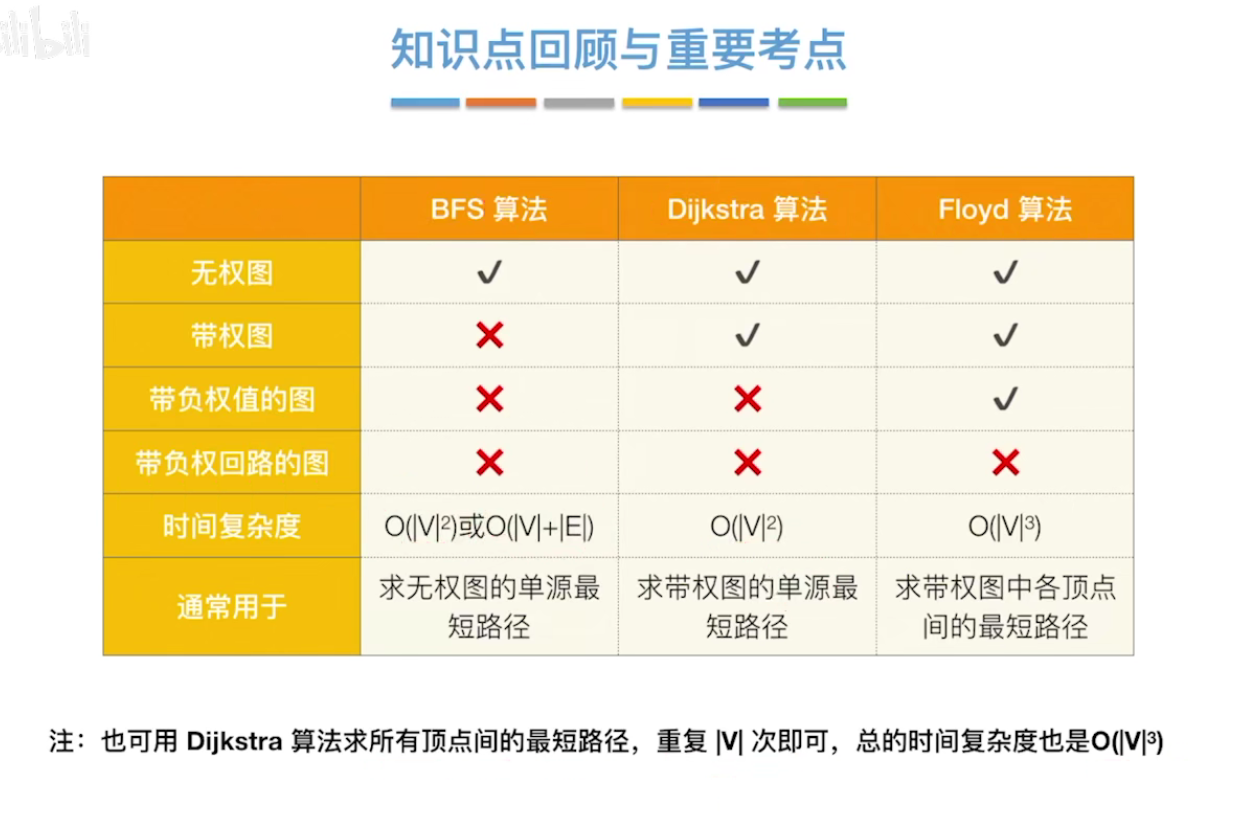 bilibili
知识点回顾与重要考点
BFS 算法 Dijkstra 算法 Floyd 算法
无权图 ✓ ✓ ✓
带权图 ❌ ✓ ✓
带负权值的图 ❌ ❌ ✓
带负权回路的图 ❌ ❌ ❌
时间复杂度 O(|V|²)或O(|V|+|E|) O(|V|²) O(|V|³)
通常用于 求无权图的单源最 求带权图的单源最 求带权图中各顶点
短路径 短路径 间的最短路径
注：也可用 Dijkstra 算法求所有顶点间的最短路径，重复 |V| 次即可，总的时间复杂度也是O(|V|³)